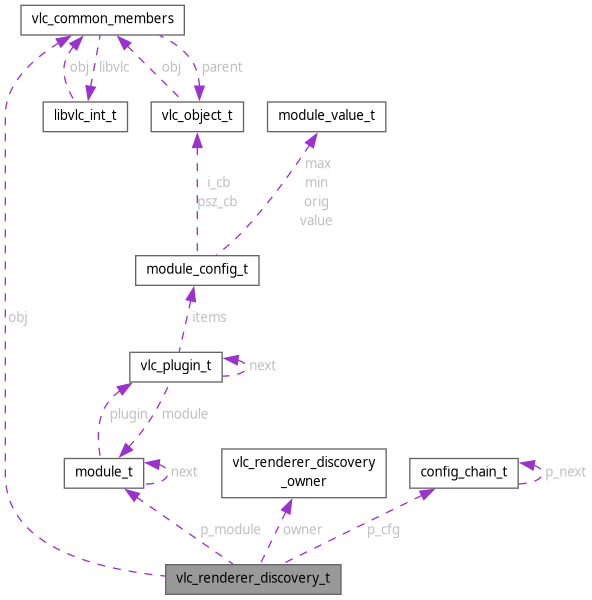 vlc_common_members
obj
libvlc
obj
parent
libvlc_int_t
vlc_object_t
module_value_t
i_cb
psz_cb
max
min
orig
value
module_config_t
obj
items
vlc_plugin_t
next
plugin
module
module_t
next
vlc_renderer_discovery
_owner
config_chain_t
p_next
p_module
owner
p_cfg
vlc_renderer_discovery_t